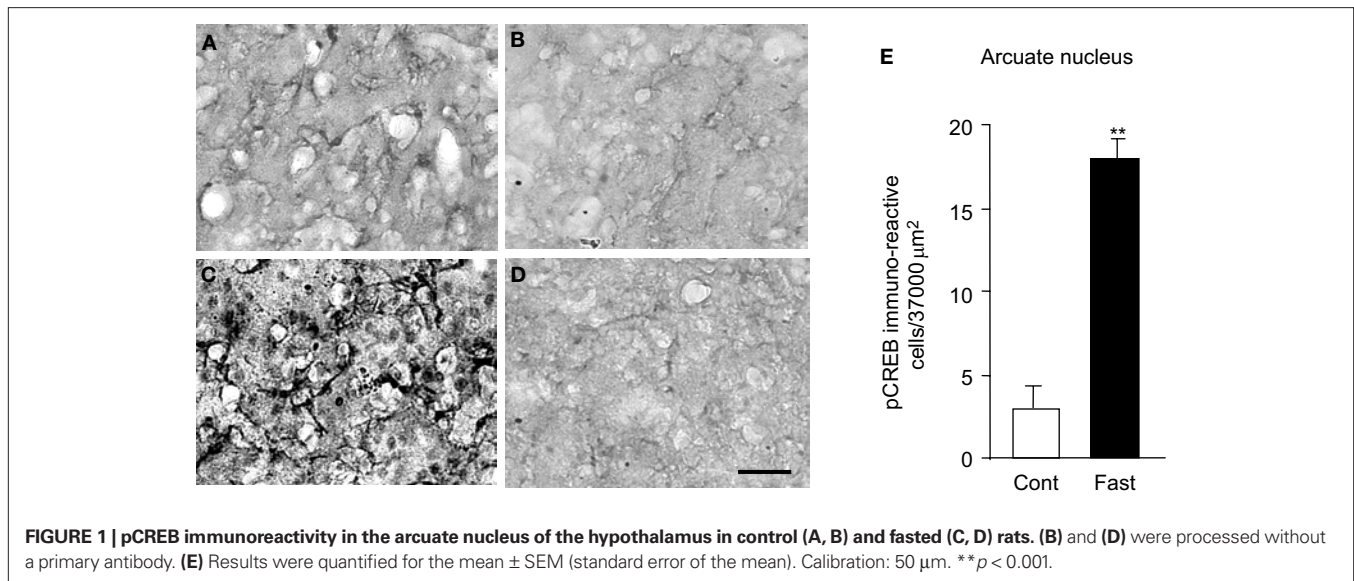 A
B
C
D
E Arcuate nucleus
20
15
10
5
0
pCREB immuno-reactive
cells/37000 µm²
**
Cont Fast
FIGURE 1 | pCREB immunoreactivity in the arcuate nucleus of the hypothalamus in control (A, B) and fasted (C, D) rats. (B) and (D) were processed without
a primary antibody. (E) Results were quantified for the mean ± SEM (standard error of the mean). Calibration: 50 µm. **p < 0.001.